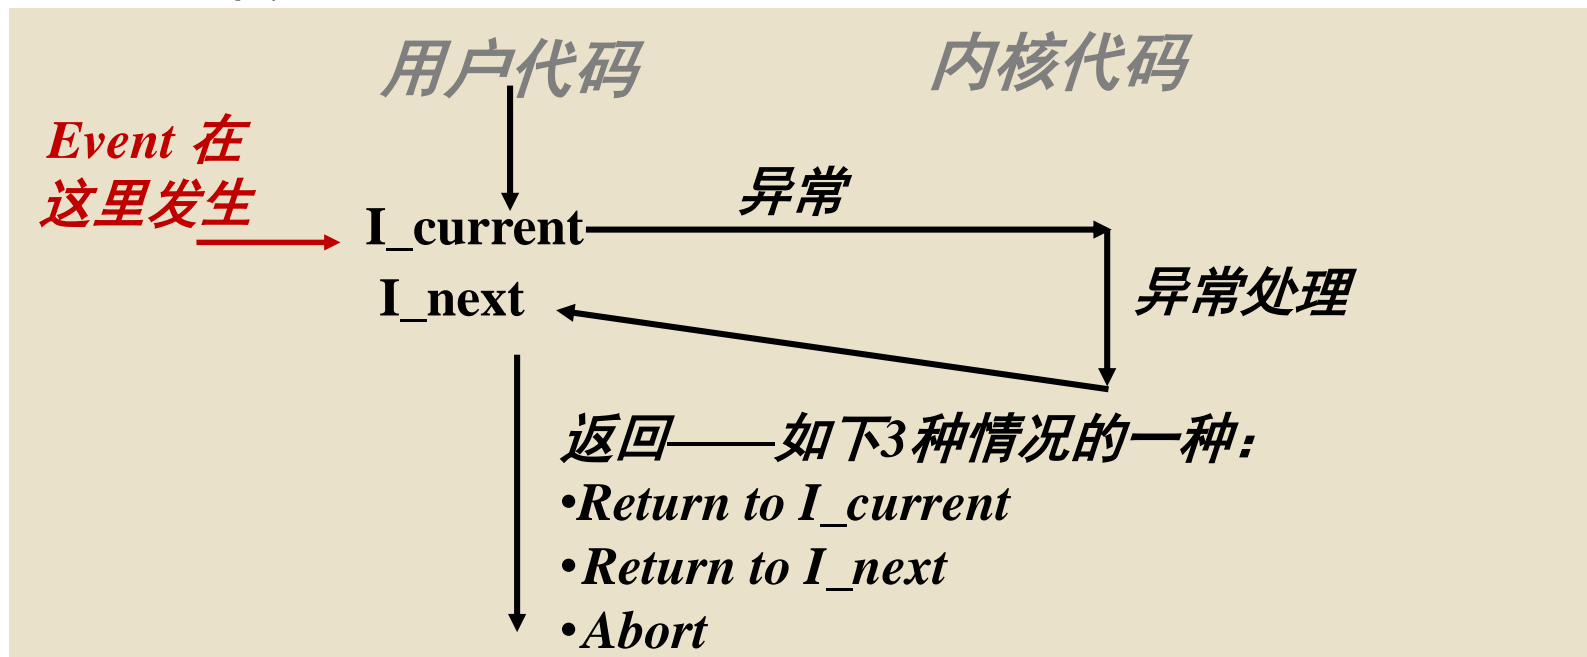 用户代码
内核代码
Event 在
这里发生
异常
I_current
异常处理
I_next
返回——如下3种情况的一种：
•Return to I_current
•Return to I_next
•Abort